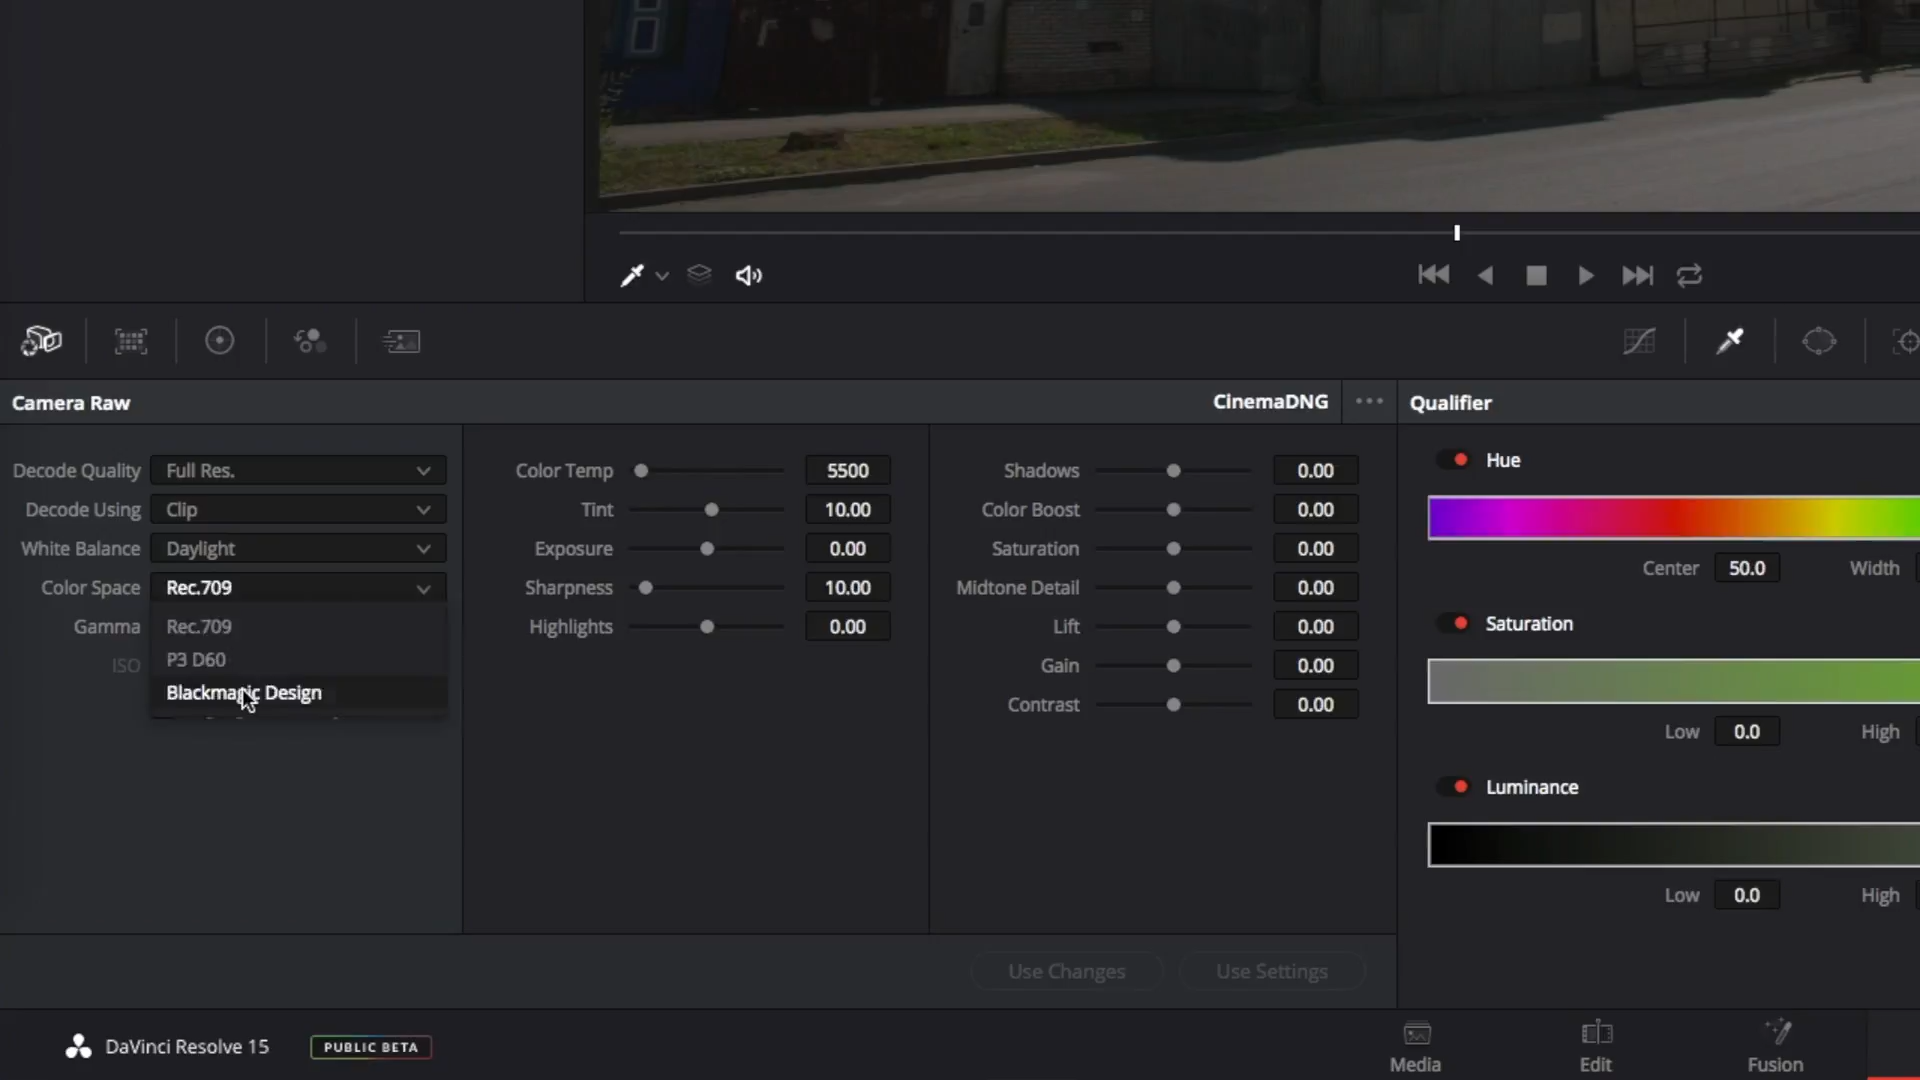 Camera Raw
CinemaDNG
Qualifier
Decode Quality Full Res.
Decode Using Clip
White Balance Daylight
Color Space Rec.709
Gamma
ISO
Rec.709
P3 D60
Blackmagic Design
Color Temp 5500
Tint 10.00
Exposure 0.00
Sharpness 10.00
Highlights 0.00
Shadows 0.00
Color Boost 0.00
Saturation 0.00
Midtone Detail 0.00
Lift 0.00
Gain 0.00
Contrast 0.00
Hue
Center 50.0 Width
Saturation
Low 0.0 High
Luminance
Low 0.0 High
Use Changes
Use Settings
DaVinci Resolve 15
PUBLIC BETA
Media
Edit
Fusion